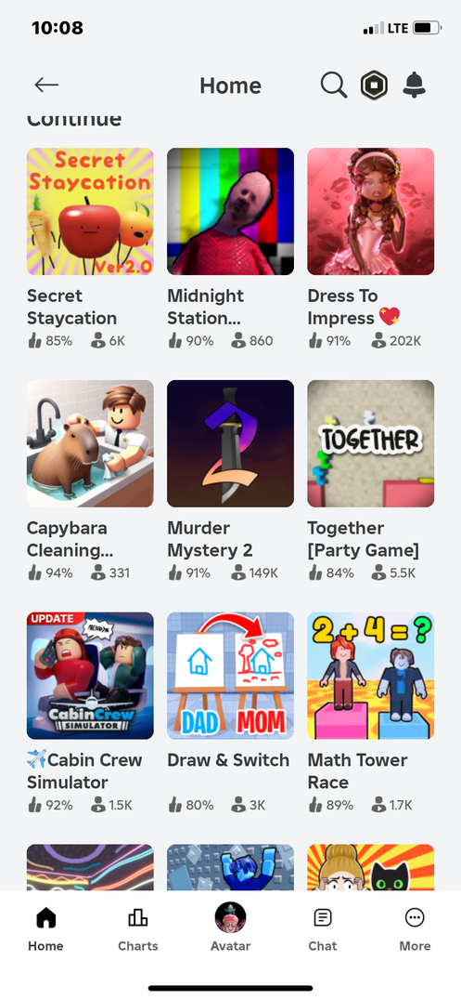 10:08
LTE
Home
Continue
Secret
Staycation
Ver2.0
Secret
Staycation
85% 6K
Midnight
Station...
90% 860
Dress To
Impress 💖
91% 202K
TOGETHER
Capybara
Cleaning...
94% 331
2
Murder
Mystery 2
91% 149K
Together
[Party Game]
84% 5.5K
UPDATE
CabinCrew
SIMULATOR
DAD MOM
2+4=?
✈️Cabin Crew
Simulator
92% 1.5K
Draw & Switch
80% 3K
Math Tower
Race
89% 1.7K
Home
Charts
Avatar
Chat
More